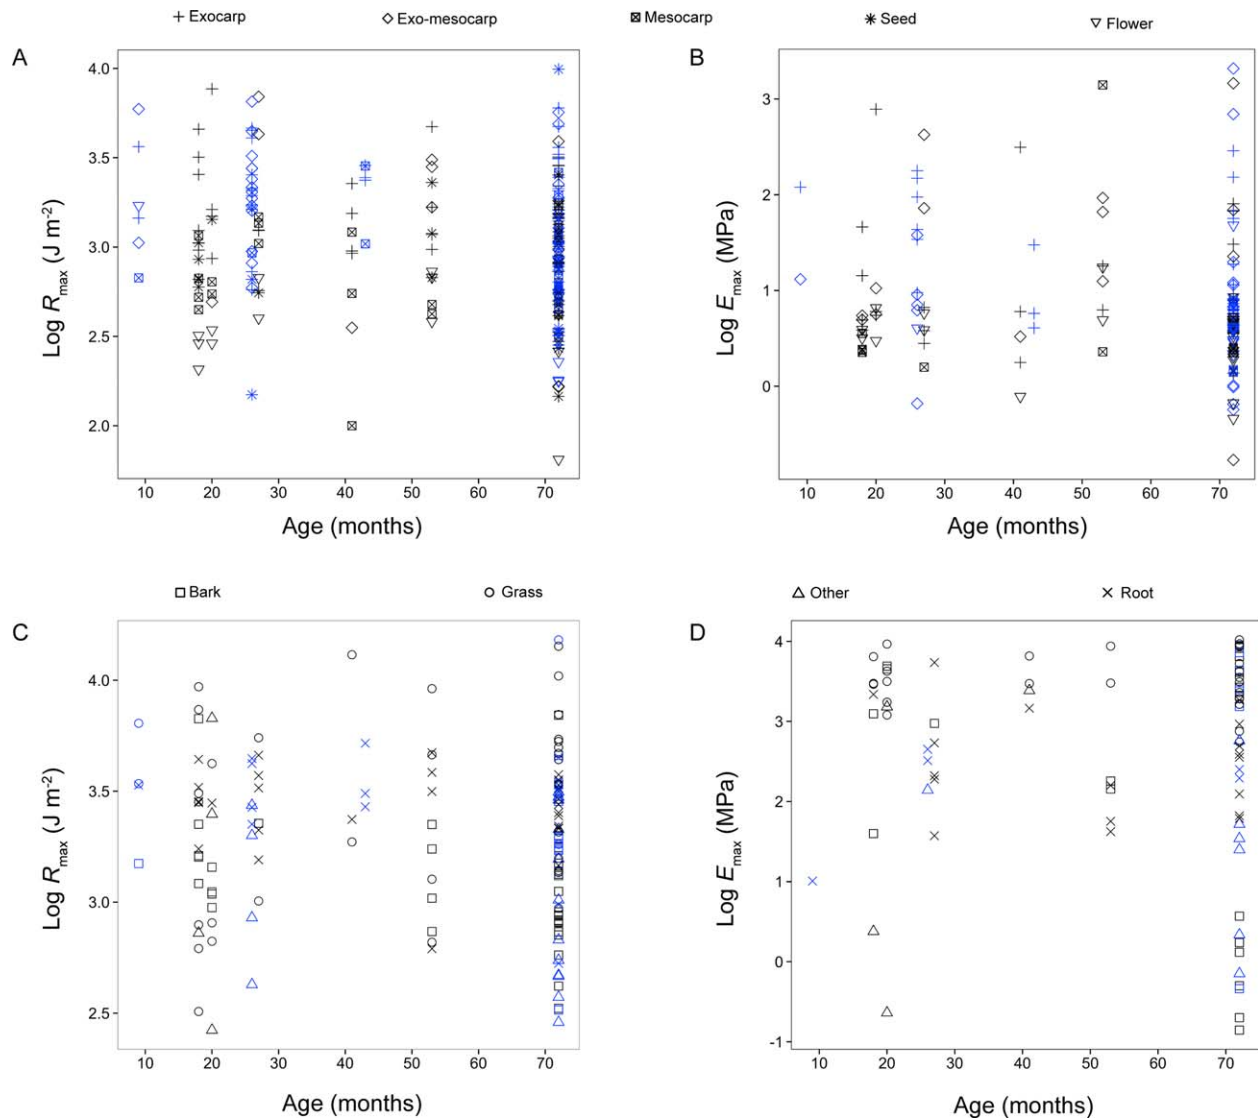 Exocarp Exo-mesocarp Mesocarp Seed Flower
A
4.0
3.5
3.0
2.5
2.0
Log Rmax (J m-2)
10 20 30 40 50 60 70
Age (months)
B
3
2
1
0
Log Emax (MPa)
10 20 30 40 50 60 70
Age (months)
Bark Grass Other Root
C
4.0
3.5
3.0
2.5
Log Rmax (J m-2)
10 20 30 40 50 60 70
Age (months)
D
4
3
2
1
0
-1
Log Emax (MPa)
10 20 30 40 50 60 70
Age (months)